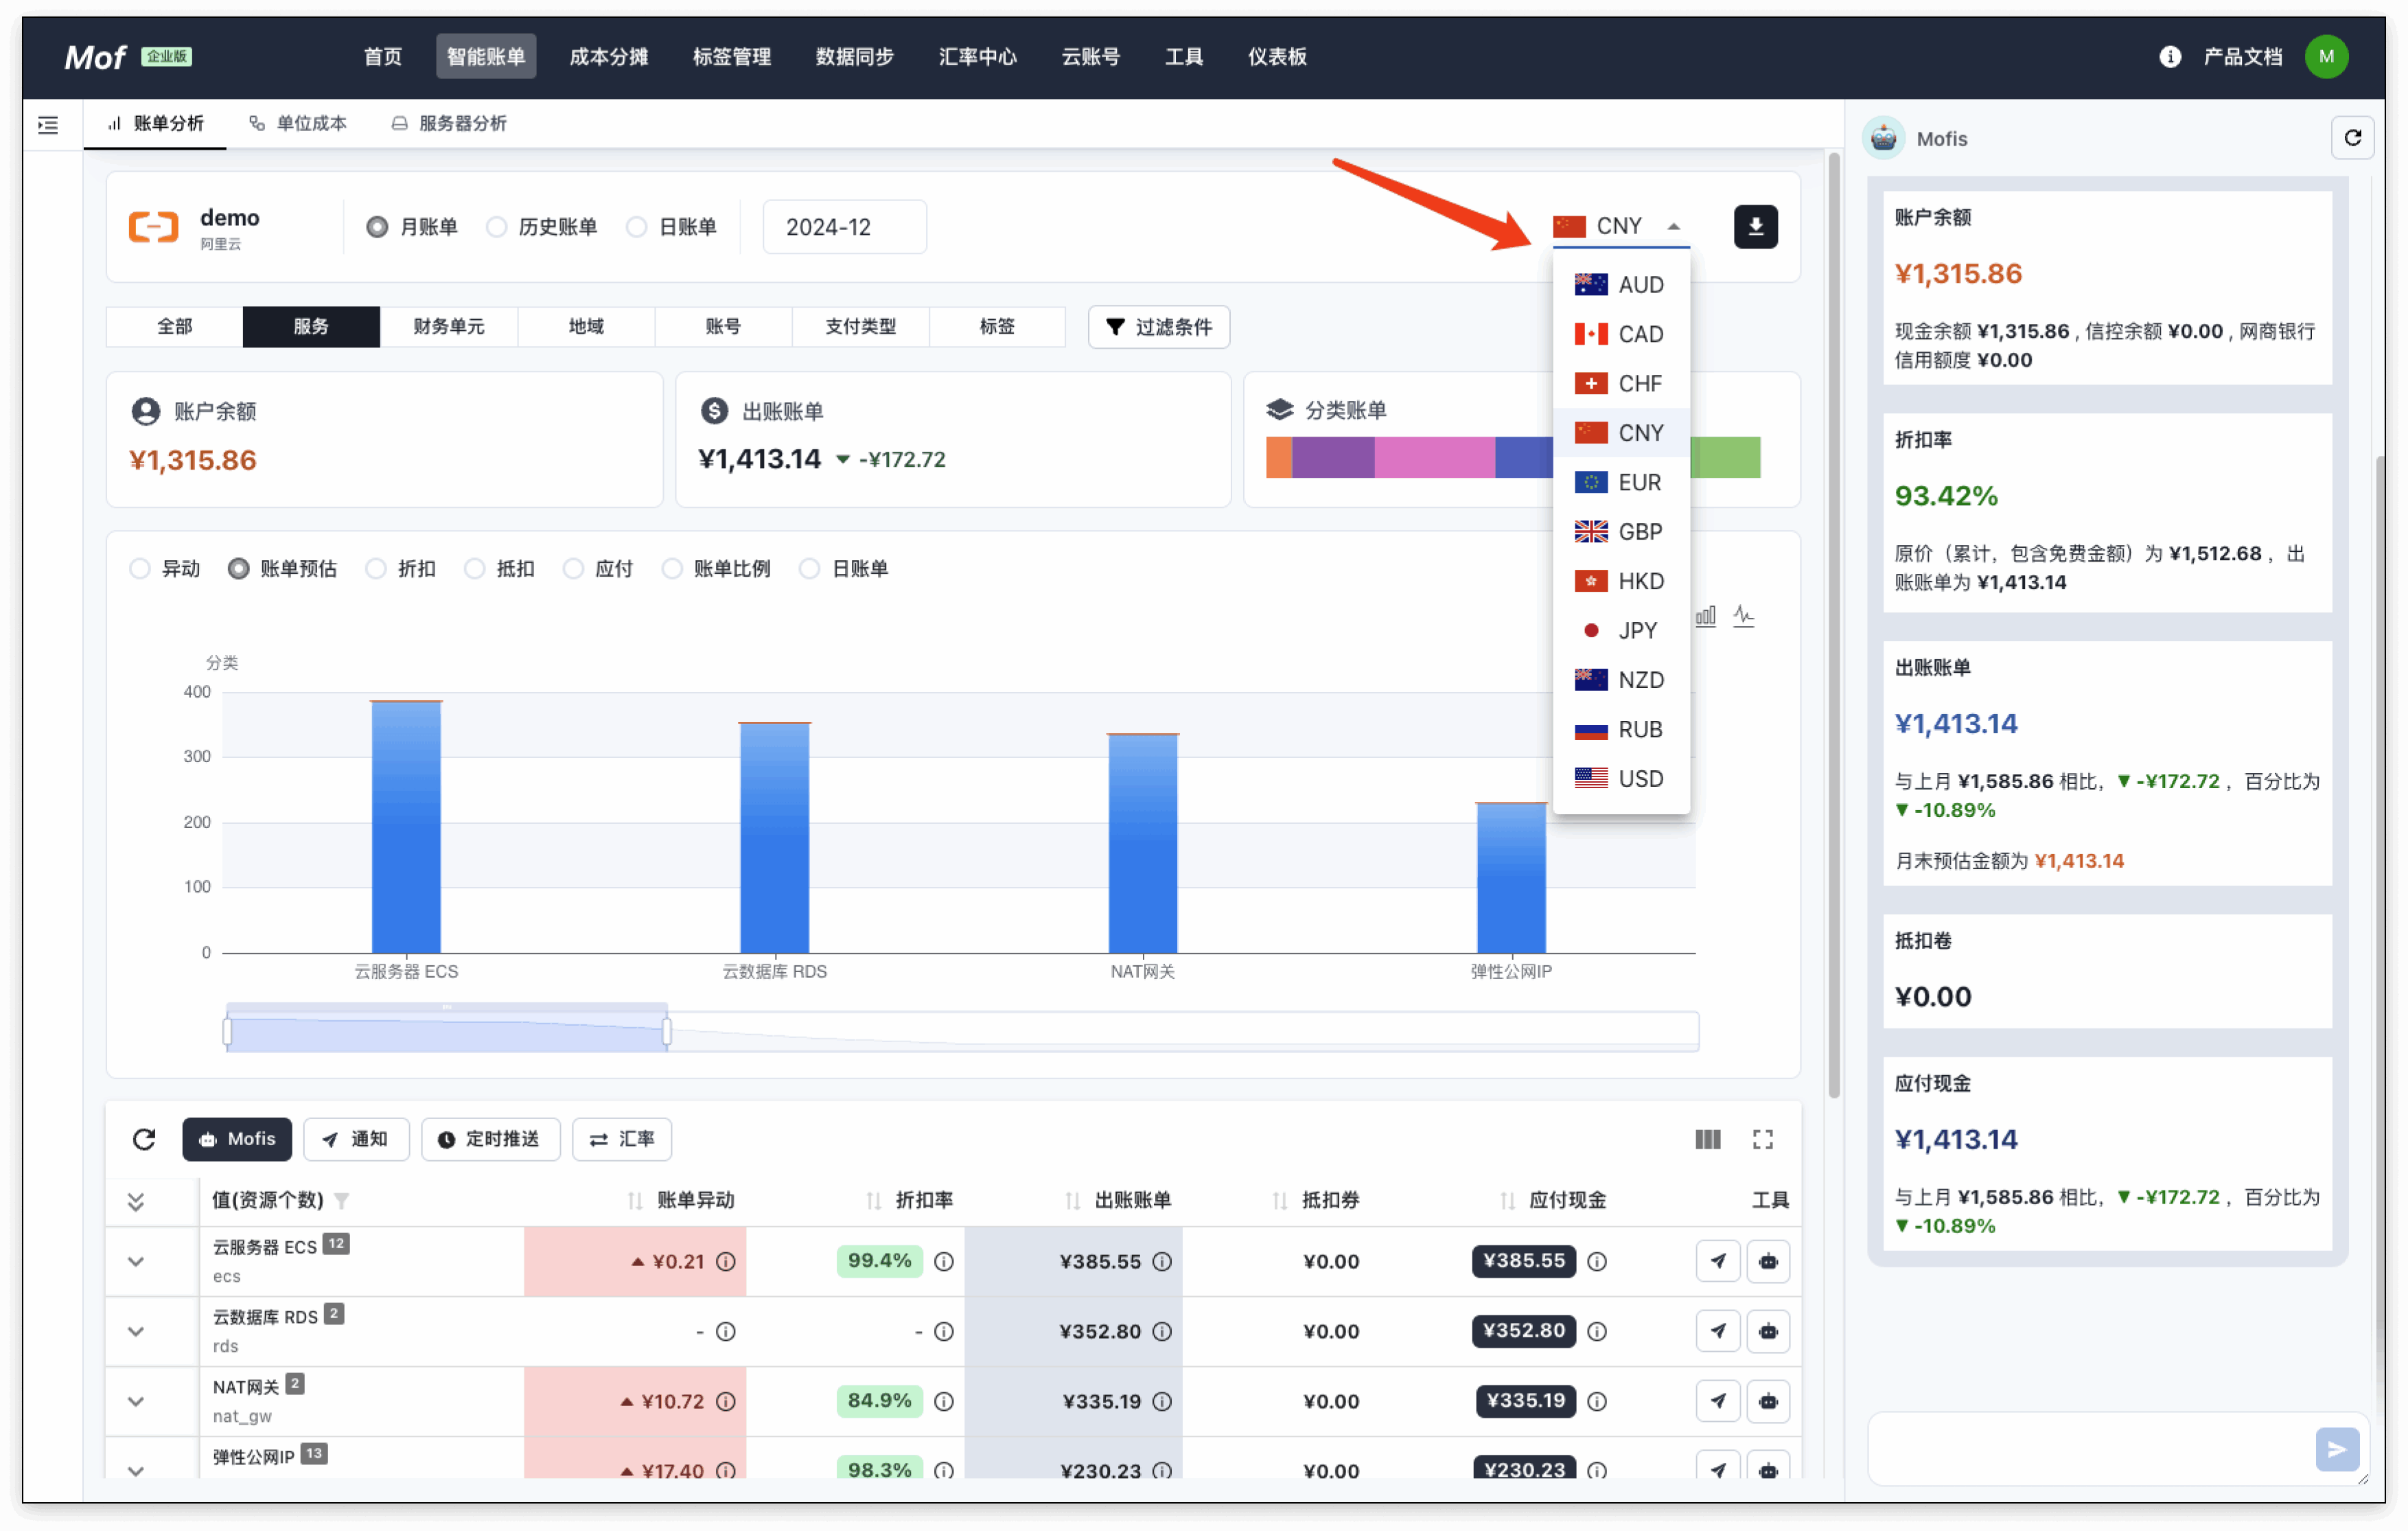 Mof 企业版
首页 智能账单 成本分摊 标签管理 数据同步 汇率中心 云账号 工具 仪表板
产品文档 M
账单分析 单位成本 服务器分析
demo
阿里云
月账单 历史账单 日账单 2024-12
CNY
AUD
CAD
CHF
CNY
EUR
GBP
HKD
JPY
NZD
RUB
USD
全部 服务 财务单元 地域 账号 支付类型 标签 过滤条件
账户余额
¥1,315.86
出账账单
¥1,413.14 -¥172.72
分类账单
异动 账单预估 折扣 抵扣 应付 账单比例 日账单
分类
400
300
200
100
0
云服务器 ECS 云数据库 RDS NAT网关 弹性公网IP
Mofis 通知 定时推送 汇率
值(资源个数) 账单异动 折扣率 出账账单 抵扣券 应付现金 工具
云服务器 ECS 12
ecs
¥0.21 99.4% ¥385.55 ¥0.00 ¥385.55
云数据库 RDS 2
rds
- - ¥352.80 ¥0.00 ¥352.80
NAT网关 2
nat_gw
¥10.72 84.9% ¥335.19 ¥0.00 ¥335.19
弹性公网IP 13
¥17.40 98.3% ¥230.23 ¥0.00 ¥230.23
Mofis
账户余额
¥1,315.86
现金余额 ¥1,315.86 , 信控余额 ¥0.00 , 网商银行
信用额度 ¥0.00
折扣率
93.42%
原价（累计，包含免费金额）为 ¥1,512.68 ，出
账账单为 ¥1,413.14
出账账单
¥1,413.14
与上月 ¥1,585.86 相比，▼ -¥172.72 ，百分比为
▼ -10.89%
月末预估金额为 ¥1,413.14
抵扣卷
¥0.00
应付现金
¥1,413.14
与上月 ¥1,585.86 相比，▼ -¥172.72 ，百分比为
▼ -10.89%